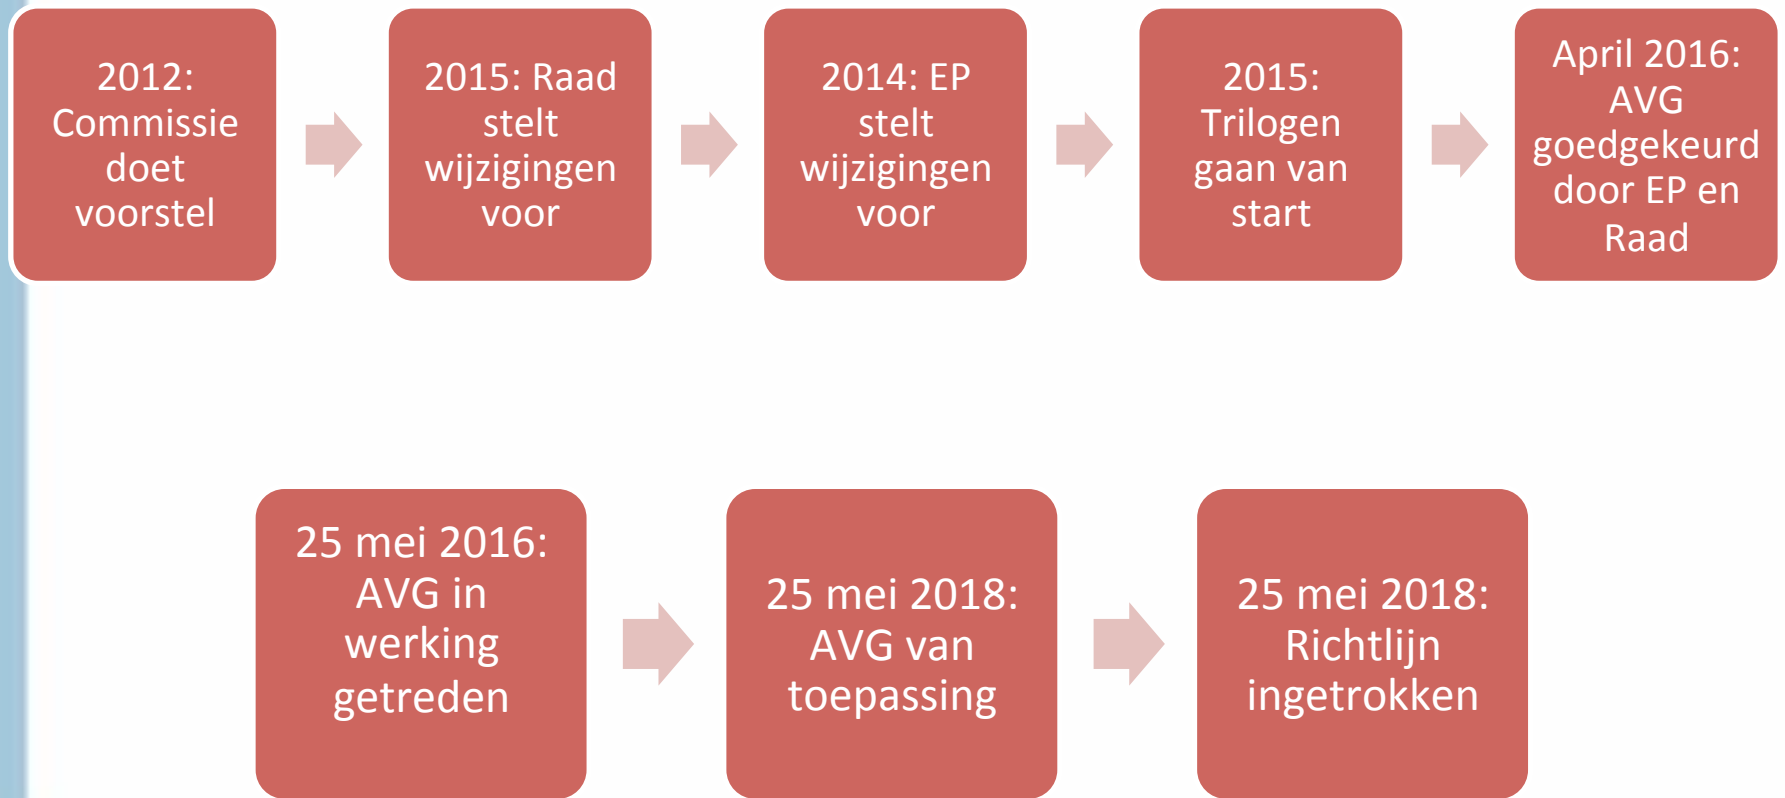 2012:
Commissie
doet
voorstel
2015: Raad
stelt
wijzigingen
voor
2014: EP
stelt
wijzigingen
voor
2015:
Trilogen
gaan van
start
April 2016:
AVG
goedgekeurd
door EP en
Raad
25 mei 2016:
AVG in
werking
getreden
25 mei 2018:
AVG van
toepassing
25 mei 2018:
Richtlijn
ingetrokken